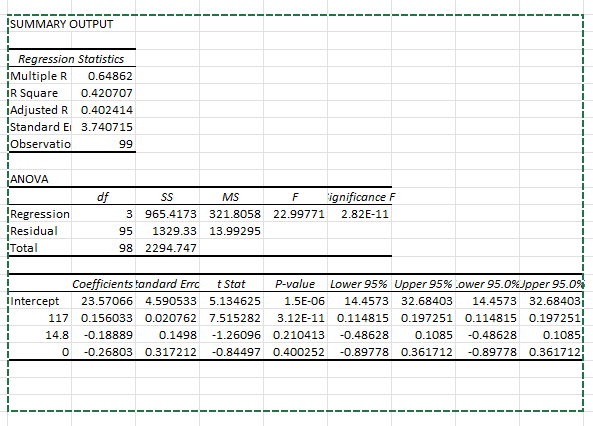 SUMMARY OUTPUT
Regression Statistics
Multiple R 0.64862
R Square 0.420707
Adjusted R 0.402414
Standard Er 3.740715
Observatio 99
ANOVA
df SS MS F ignificance F
Regression 3 965.4173 321.8058 22.99771 2.82E-11
Residual 95 1329.33 13.99295
Total 98 2294.747
Coefficients tandard Erro t Stat P-value Lower 95% Upper 95% ower 95.0% Upper 95.0%
Intercept 23.57066 4.590533 5.134625 1.5E-06 14.4573 32.68403 14.4573 32.68403
117 0.156033 0.020762 7.515282 3.12E-11 0.114815 0.197251 0.114815 0.197251
14.8 -0.18889 0.1498 -1.26096 0.210413 -0.48628 0.1085 -0.48628 0.1085
0 -0.26803 0.317212 -0.84497 0.400252 -0.89778 0.361712 -0.89778 0.361712